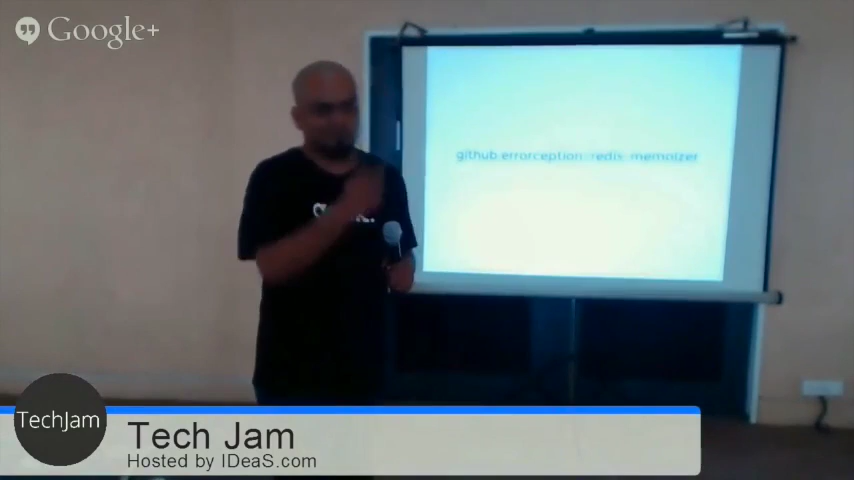 Google+
github errorception redis memoizer
TechJam
Tech Jam
Hosted by IDeaS.com